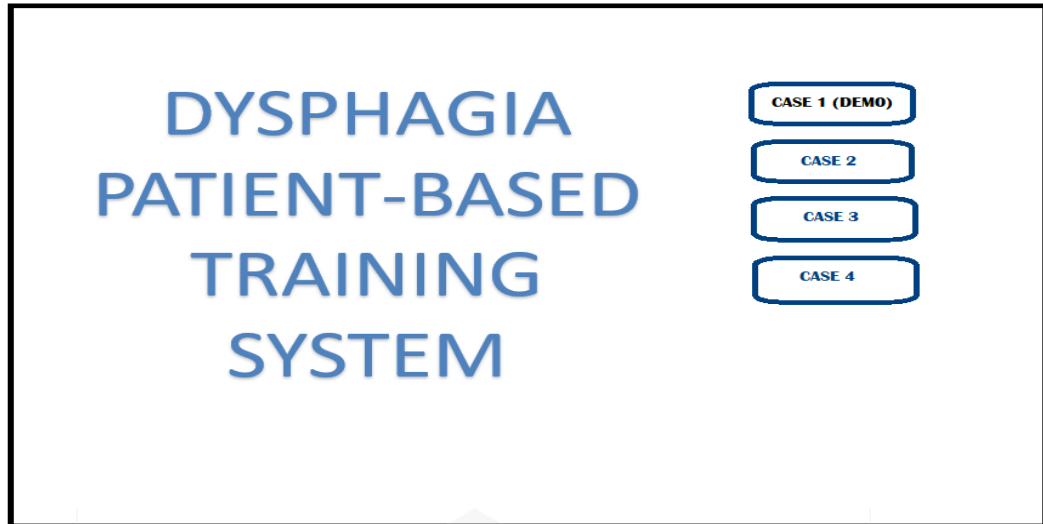 DYSPHAGIA
PATIENT-BASED
TRAINING
SYSTEM
CASE 1 (DEMO)
CASE 2
CASE 3
CASE 4